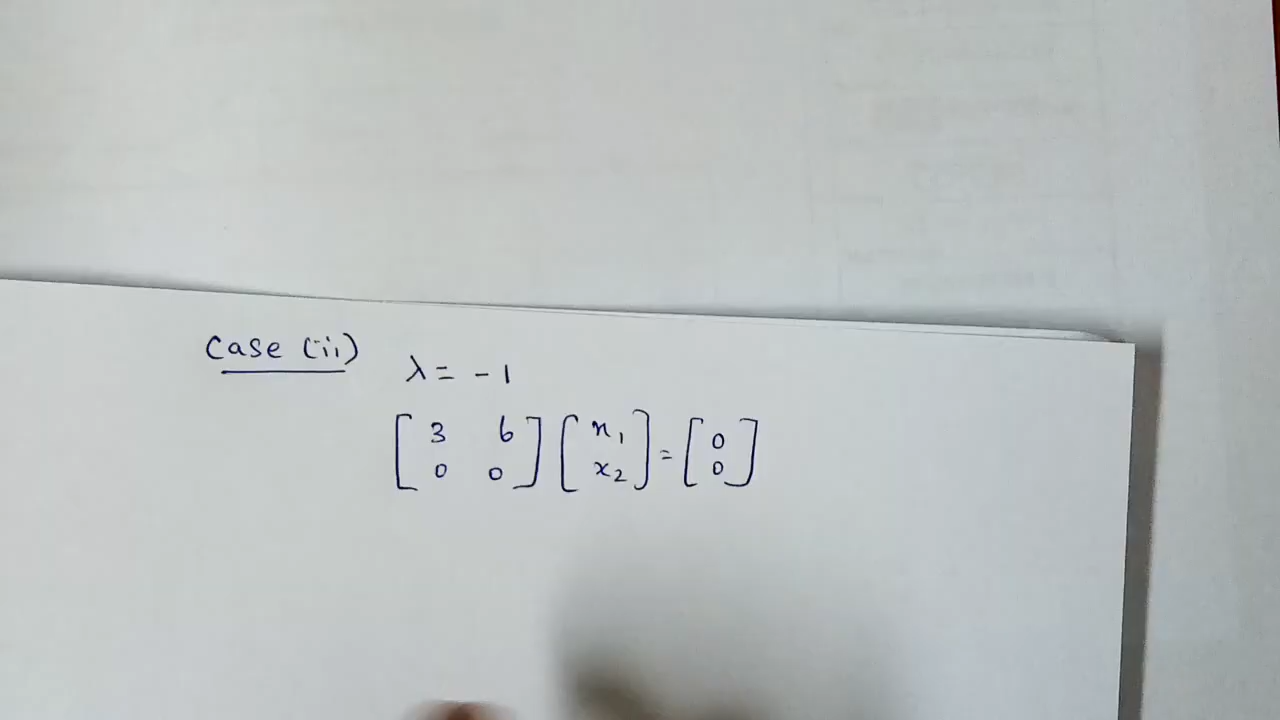 Case (ii)
λ = -1
[3 6] [x₁] = [0]
[0 0] [x₂] [0]